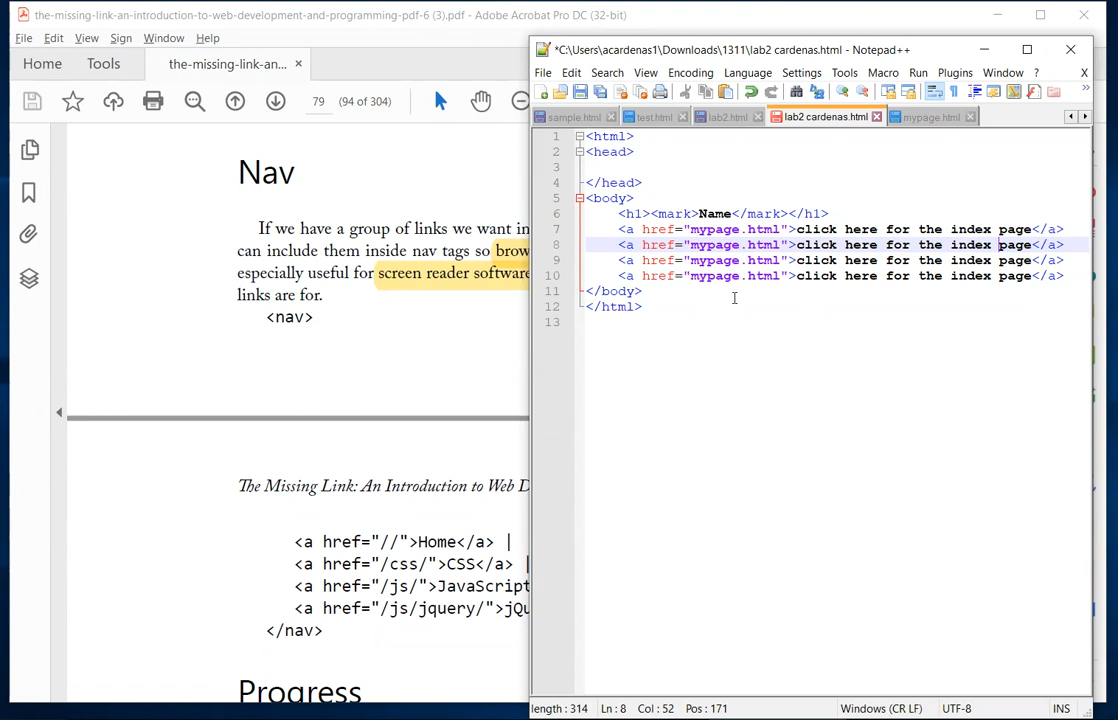 the-missing-link-an-introduction-to-web-development-and-programming-pdf-6 (3).pdf - Adobe Acrobat Pro DC (32-bit)
File Edit View Sign Window Help
Home Tools the-missing-link-an-... ×
79 (94 of 304)
Nav
If we have a group of links we want in
can include them inside nav tags so brow
especially useful for screen reader software
links are for.
<nav>
The Missing Link: An Introduction to Web D
<a href="//">Home</a> |
<a href="/css/">CSS</a> |
<a href="/js/">JavaScript
<a href="/js/jquery/">jQu
</nav>
Progress
*C:\Users\acardenas1\Downloads\1311\lab2 cardenas.html - Notepad++
File Edit Search View Encoding Language Settings Tools Macro Run Plugins Window ? X
sample.html test.html lab2.html lab2 cardenas.html mypage.html
1 <html>
2 <head>
3
4 </head>
5 <body>
6 <h1><mark>Name</mark></h1>
7 <a href="mypage.html">click here for the index page</a>
8 <a href="mypage.html">click here for the index page</a>
9 <a href="mypage.html">click here for the index page</a>
10 <a href="mypage.html">click here for the index page</a>
11 </body>
12 </html>
13
length : 314 Ln : 8 Col : 52 Pos : 171 Windows (CR LF) UTF-8 INS